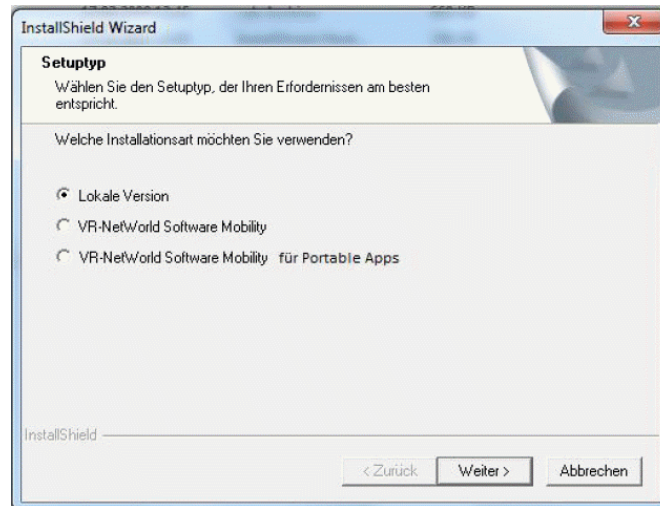 InstallShield Wizard
Setuptyp
Wählen Sie den Setuptyp, der Ihren Erfordernissen am besten
entspricht.
Welche Installationsart möchten Sie verwenden?
Lokale Version
VR-NetWorld Software Mobility
VR-NetWorld Software Mobility für Portable Apps
InstallShield
< Zurück
Weiter >
Abbrechen